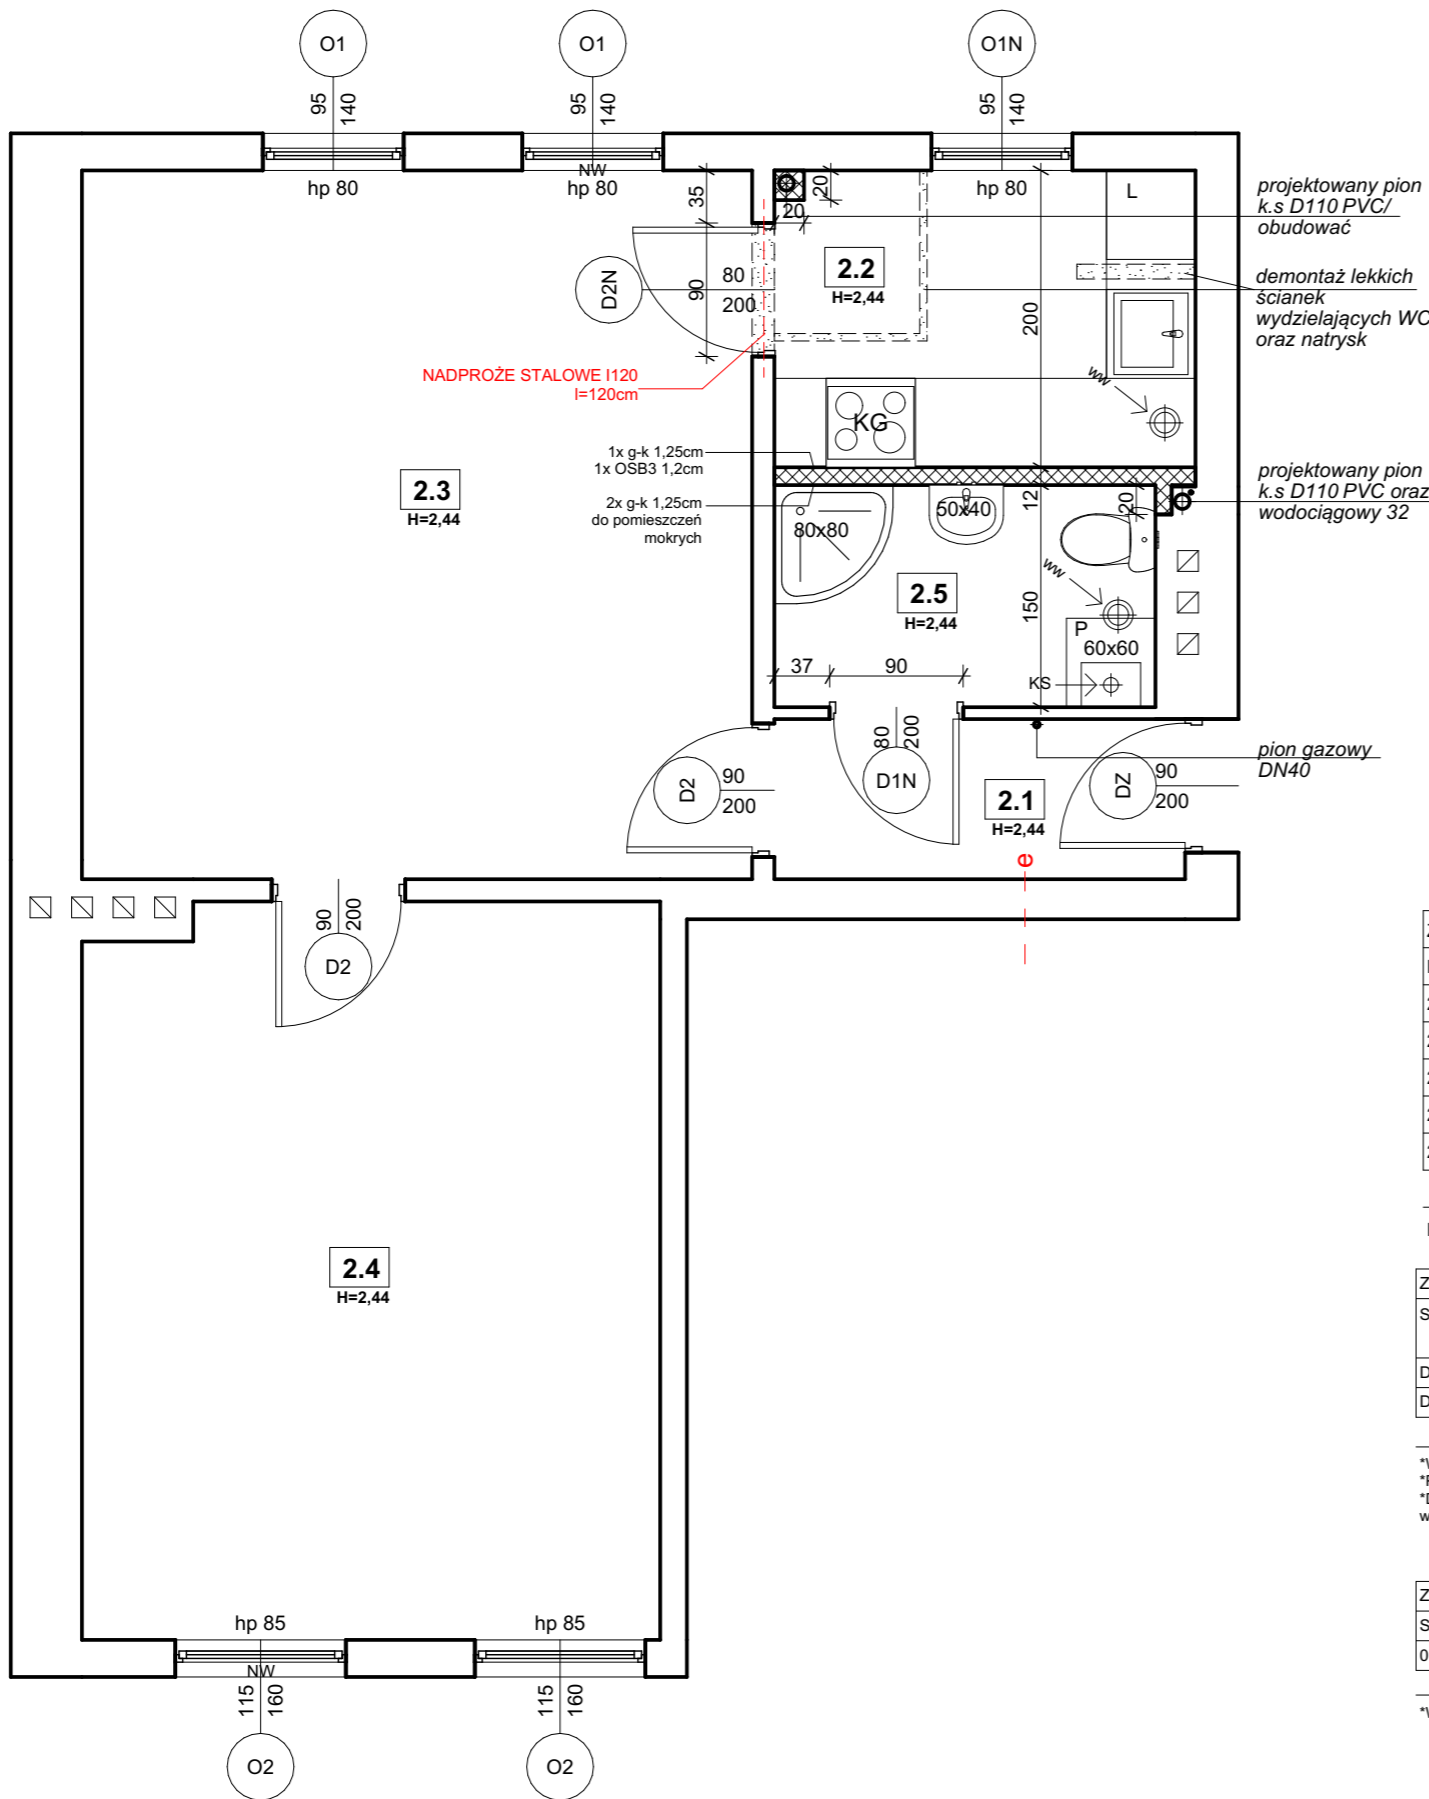 O1
O1
O1N
95
140
95
140
95
140
NW
hp 80
hp 80
hp 80
35
20
20
L
projektowany pion
k.s D110 PVC/
obudować
D2N
80
200
90
2.2
H=2,44
200
demontaż lekkich
ścianek
wydzielających WC
oraz natrysk
NADPROŻE STALOWE I120
l=120cm
KG
ww
1x g-k 1,25cm
1x OSB3 1,2cm
2x g-k 1,25cm
do pomieszczeń
mokrych
2.3
H=2,44
projektowany pion
k.s D110 PVC oraz
wodociągowy 32
80x80
50x40
12
20
ww
2.5
H=2,44
150
P
60x60
KS
37
90
80
200
D1N
D2
90
200
2.1
H=2,44
DZ
90
200
pion gazowy
DN40
e
90
200
D2
2.4
H=2,44
hp 85
hp 85
NW
115
160
115
160
O2
O2
Z
S
D
D
w
Z
S
0